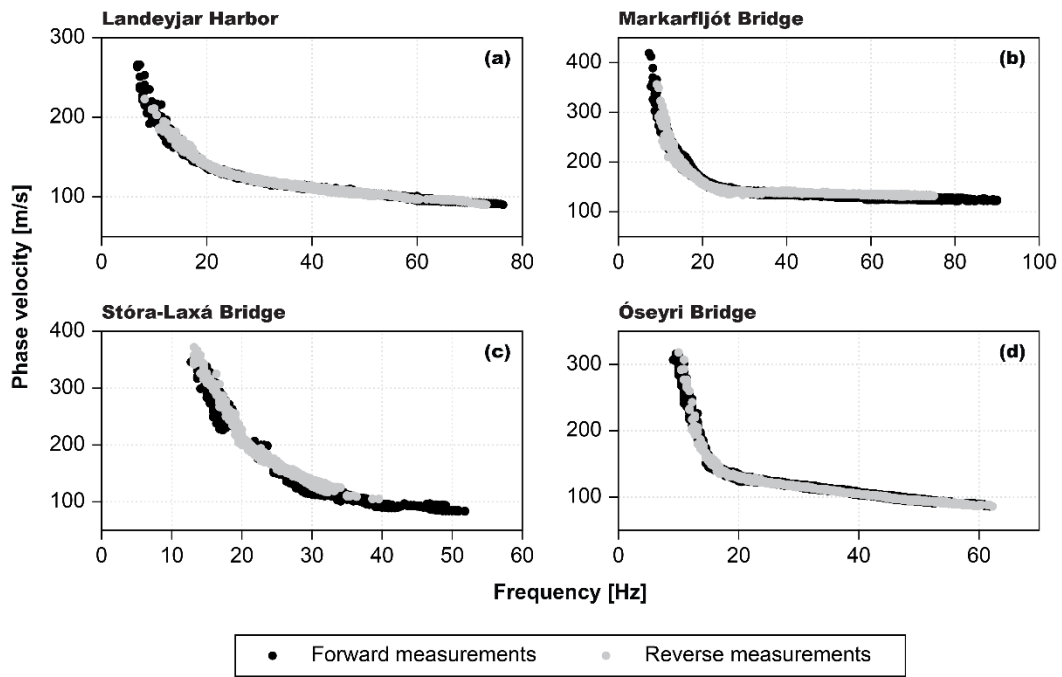 Landeyjar Harbor
300
200
100
0 20 40 60 80
(a)
Markarfljót Bridge
400
300
200
100
0 20 40 60 80 100
(b)
Phase velocity [m/s]
Stóra-Laxá Bridge
400
300
200
100
0 10 20 30 40 50 60
(c)
Óseyri Bridge
300
200
100
0 20 40 60
(d)
Frequency [Hz]
Forward measurements Reverse measurements